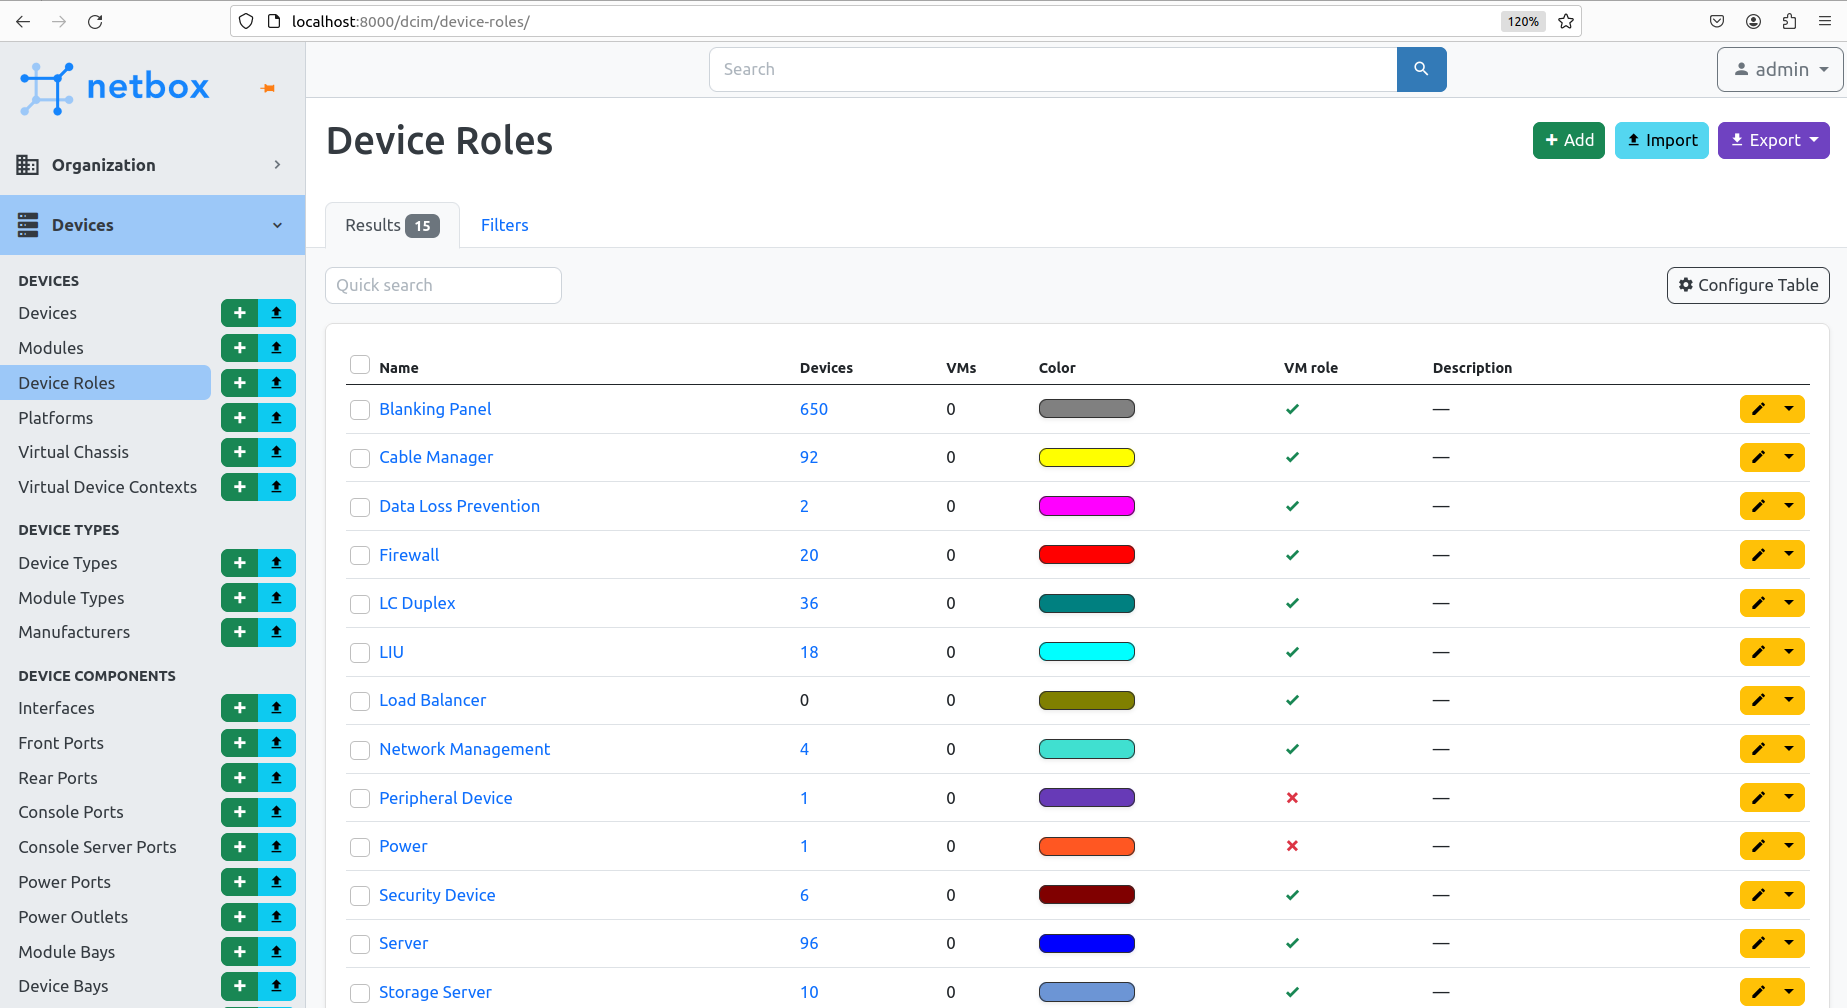 localhost:8000/dcim/device-roles/
120%
netbox
Search
admin
Organization
Devices
DEVICES
Devices
Modules
Device Roles
Platforms
Virtual Chassis
Virtual Device Contexts
DEVICE TYPES
Device Types
Module Types
Manufacturers
DEVICE COMPONENTS
Interfaces
Front Ports
Rear Ports
Console Ports
Console Server Ports
Power Ports
Power Outlets
Module Bays
Device Bays
Device Roles
Add Import Export
Results 15 Filters
Quick search
Configure Table
Name Devices VMs Color VM role Description
Blanking Panel 650 0 —
Cable Manager 92 0 —
Data Loss Prevention 2 0 —
Firewall 20 0 —
LC Duplex 36 0 —
LIU 18 0 —
Load Balancer 0 0 —
Network Management 4 0 —
Peripheral Device 1 0 —
Power 1 0 —
Security Device 6 0 —
Server 96 0 —
Storage Server 10 0 —